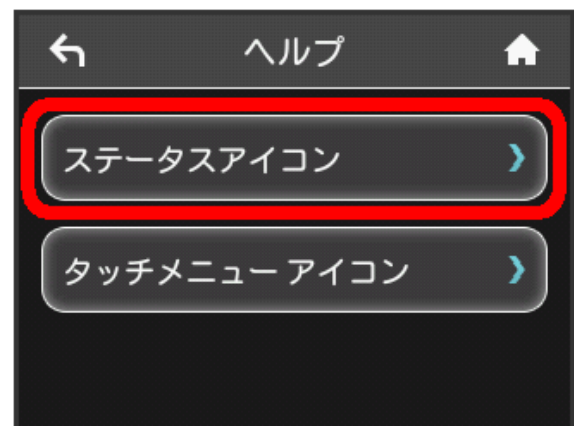 ヘルプ
ステータスアイコン
タッチメニュー アイコン